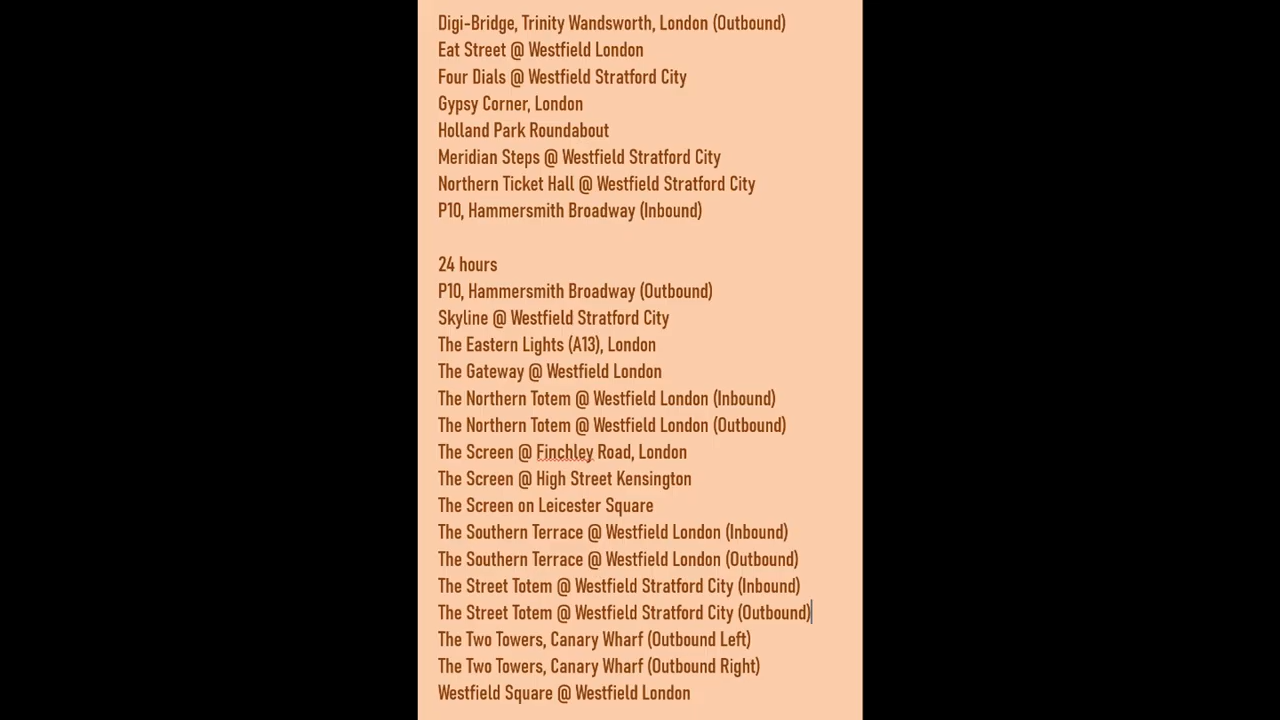 Digi-Bridge, Trinity Wandsworth, London (Outbound)
Eat Street @ Westfield London
Four Dials @ Westfield Stratford City
Gypsy Corner, London
Holland Park Roundabout
Meridian Steps @ Westfield Stratford City
Northern Ticket Hall @ Westfield Stratford City
P10, Hammersmith Broadway (Inbound)
24 hours
P10, Hammersmith Broadway (Outbound)
Skyline @ Westfield Stratford City
The Eastern Lights (A13), London
The Gateway @ Westfield London
The Northern Totem @ Westfield London (Inbound)
The Northern Totem @ Westfield London (Outbound)
The Screen @ Finchley Road, London
The Screen @ High Street Kensington
The Screen on Leicester Square
The Southern Terrace @ Westfield London (Inbound)
The Southern Terrace @ Westfield London (Outbound)
The Street Totem @ Westfield Stratford City (Inbound)
The Street Totem @ Westfield Stratford City (Outbound)
The Two Towers, Canary Wharf (Outbound Left)
The Two Towers, Canary Wharf (Outbound Right)
Westfield Square @ Westfield London